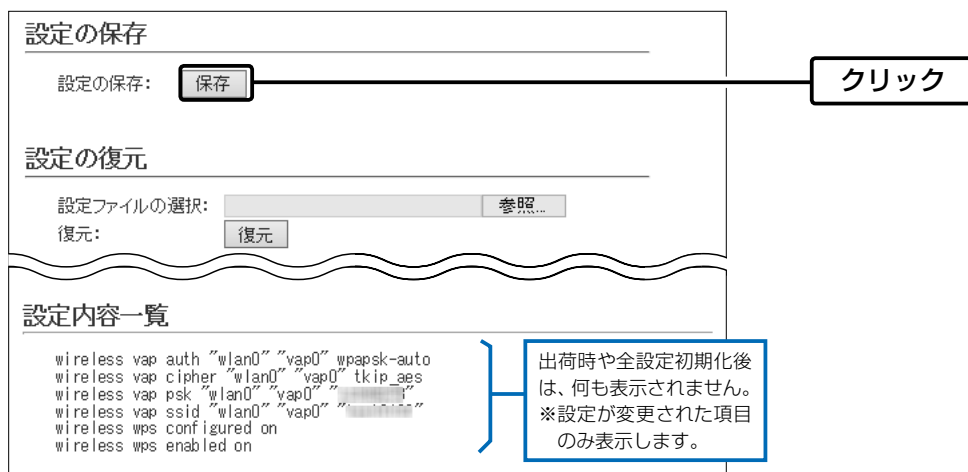 設定の保存
設定の保存: 保存
クリック
設定の復元
設定ファイルの選択: 参照...
復元: 復元
設定内容一覧
wireless vap auth "wlan0" "vap0" wpapsk-auto
wireless vap cipher "wlan0" "vap0" tkip_aes
wireless vap psk "wlan0" "vap0" "
wireless vap ssid "wlan0" "vap0" "
wireless wps configured on
wireless wps enabled on
出荷時や全設定初期化後
は、何も表示されません。
※設定が変更された項目
のみ表示します。